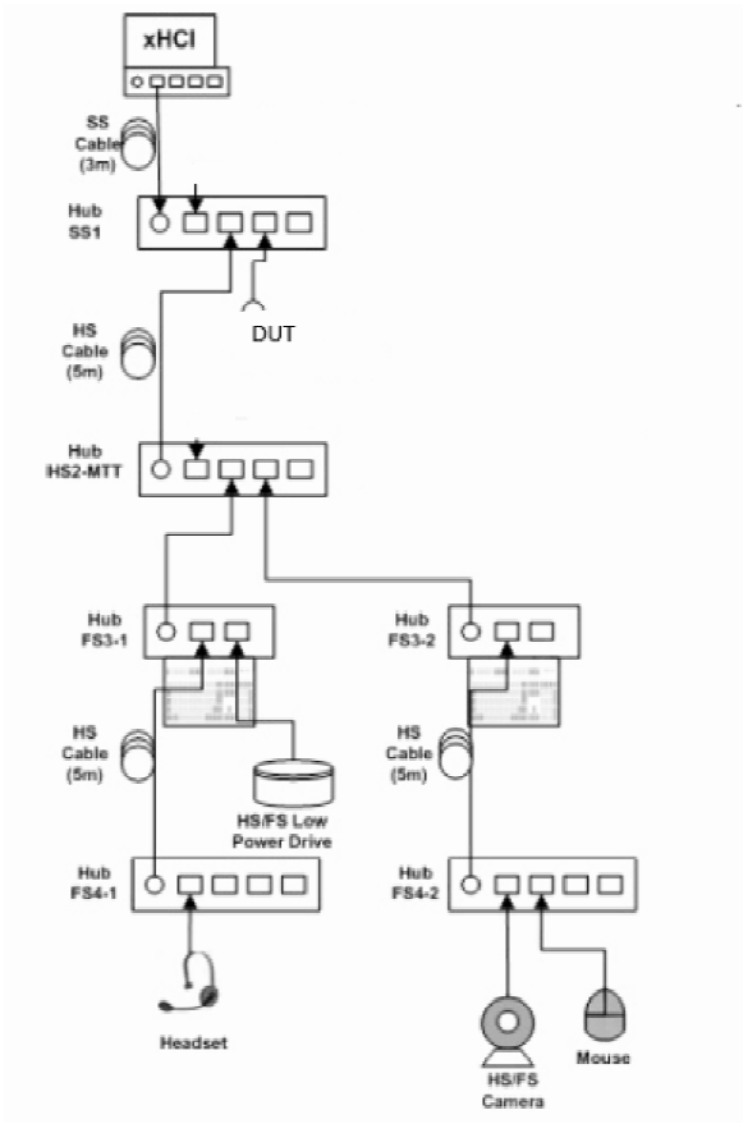 xHCI
SS
Cable
(3m)
Hub
SS1
DUT
HS
Cable
(5m)
Hub
HS2-MTT
Hub
FS3-1
Hub
FS3-2
HS
Cable
(5m)
HS
Cable
(5m)
HS/FS Low
Power Drive
Hub
FS4-1
Hub
FS4-2
Headset
HS/FS
Camera
Mouse